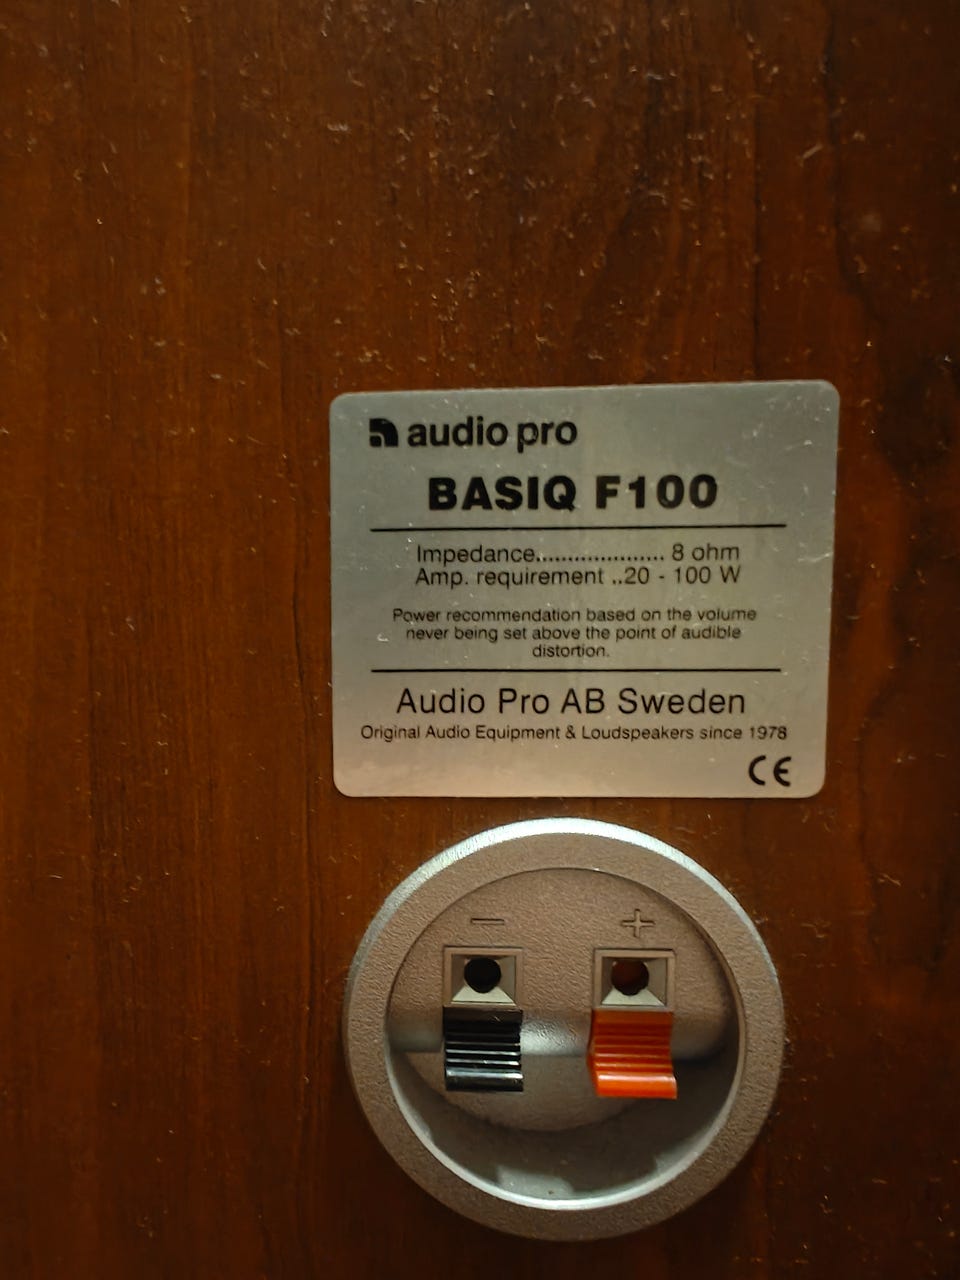 audio pro
BASIQ F100
Impedance.................... 8 ohm
Amp. requirement ..20 - 100 W
Power recommendation based on the volume
never being set above the point of audible
distortion.
Audio Pro AB Sweden
Original Audio Equipment & Loudspeakers since 1978
CE
− +